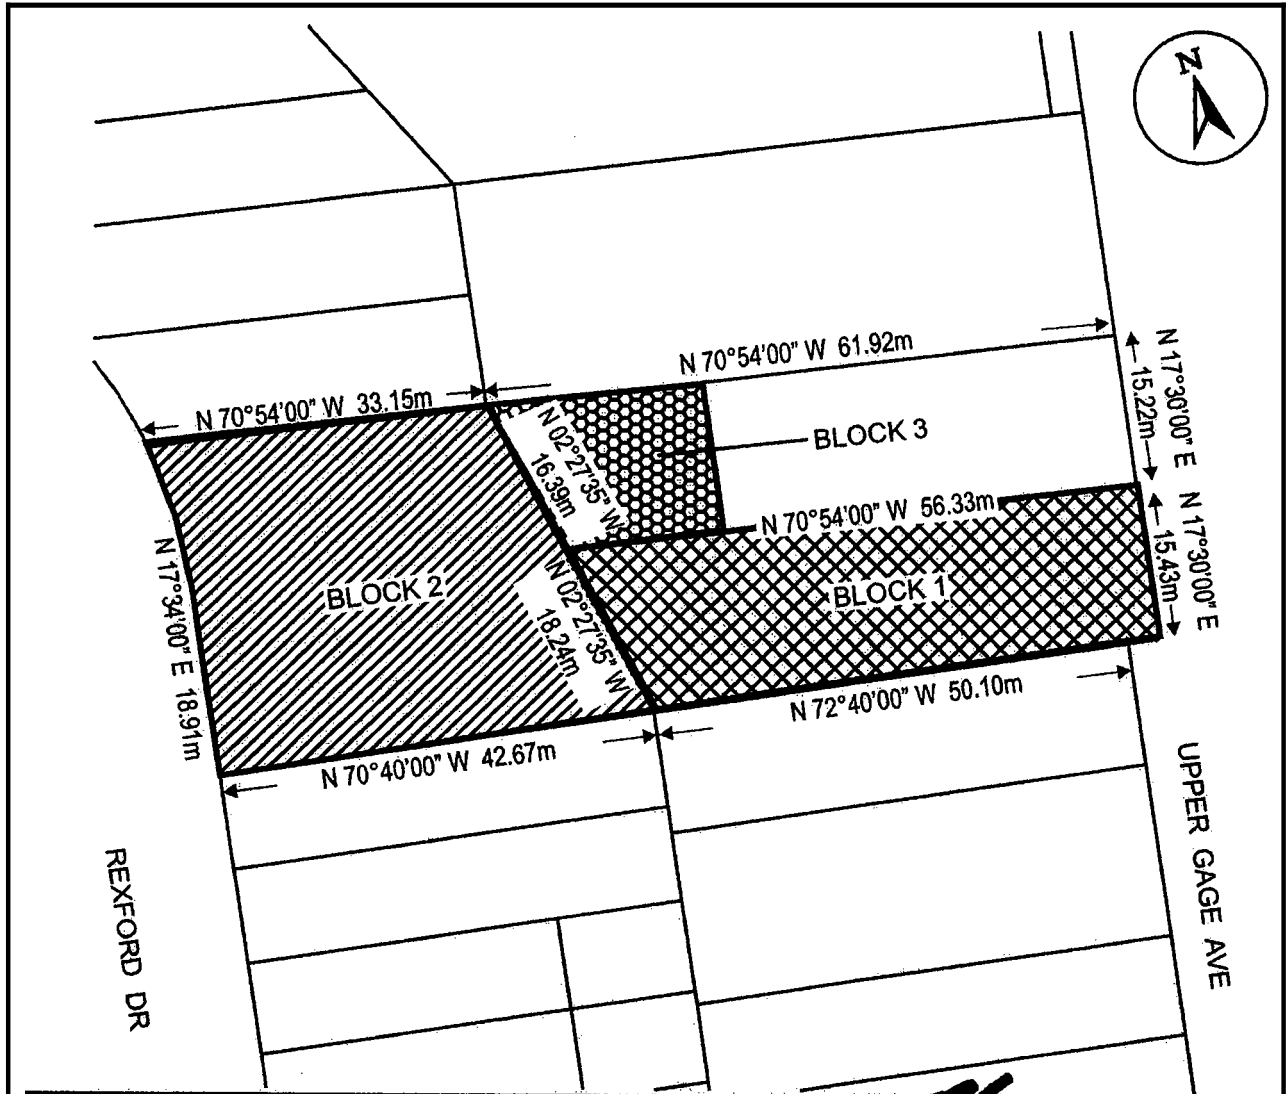 N
N 70°54'00" W 61.92m
N 17°30'00" E
15.22m
N 70°54'00" W 33.15m
N 02°27'35" W
16.39m
BLOCK 3
N 70°54'00" W 56.33m
N 17°30'00" E
15.43m
N 17°34'00" E 18.91m
BLOCK 2
N 02°27'35" W
18.24m
BLOCK 1
N 72°40'00" W 50.10m
N 70°40'00" W 42.67m
REXFORD DR
UPPER GAGE AVE